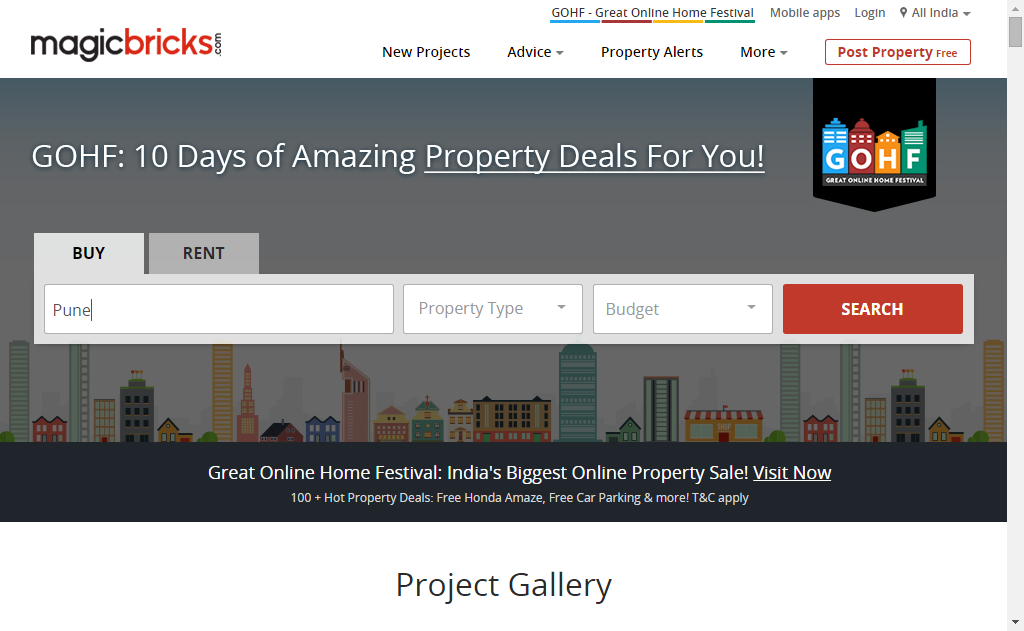 GOHF - Great Online Home Festival Mobile apps Login All India
magicbricks.com
New Projects Advice Property Alerts More Post Property Free
GOHF: 10 Days of Amazing Property Deals For You!
GOHF
GREAT ONLINE HOME FESTIVAL
BUY RENT
Pune Property Type Budget SEARCH
SHOP
Great Online Home Festival: India's Biggest Online Property Sale! Visit Now
100 + Hot Property Deals: Free Honda Amaze, Free Car Parking & more! T&C apply
Project Gallery